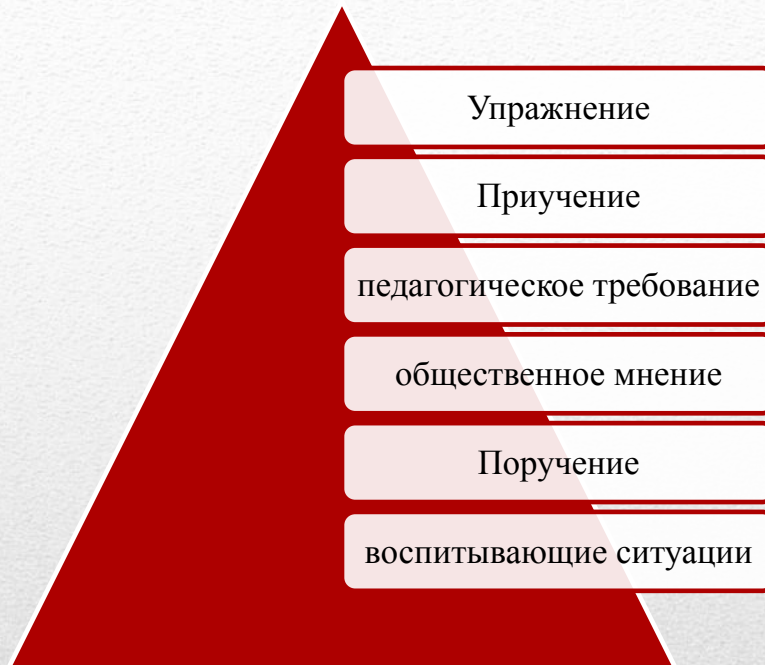 Упражнение
Приучение
педагогическое требование
общественное мнение
Поручение
воспитывающие ситуации